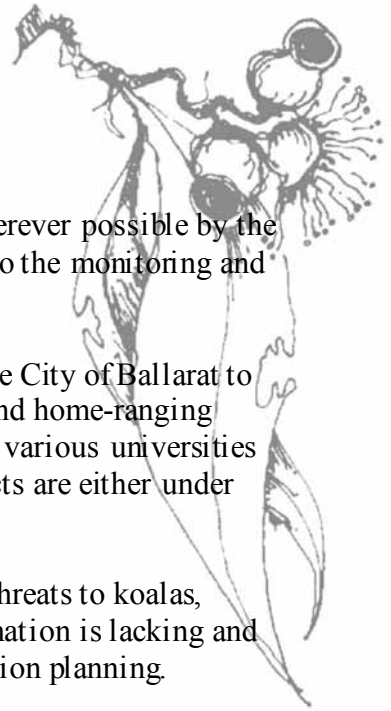 erever possible by the
o the monitoring and
e City of Ballarat to
nd home-ranging
various universities
cts are either under
hreats to koalas,
nation is lacking and
ion planning.